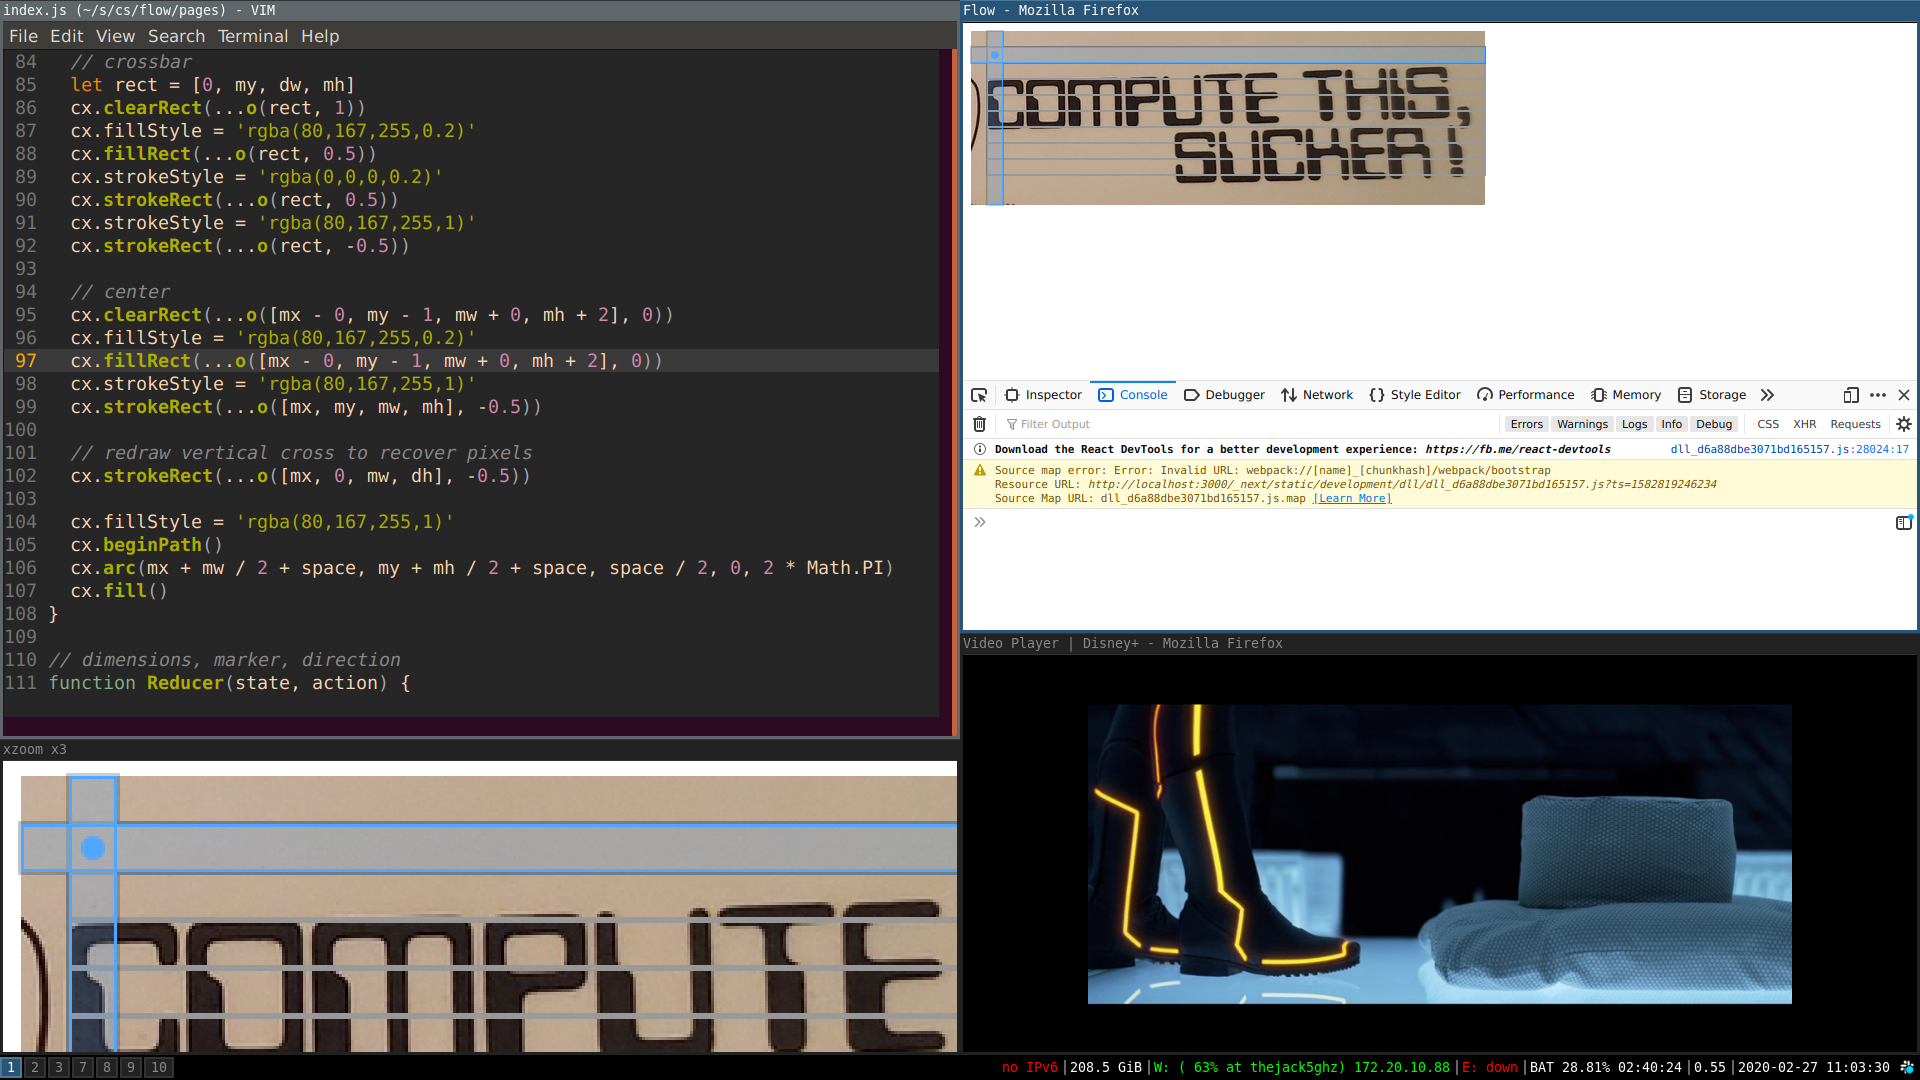 index.js (~/s/cs/flow/pages) - VIM
File Edit View Search Terminal Help
84 // crossbar
85 let rect = [0, my, dw, mh]
86 cx.clearRect(...o(rect, 1))
87 cx.fillStyle = 'rgba(80,167,255,0.2)'
88 cx.fillRect(...o(rect, 0.5))
89 cx.strokeStyle = 'rgba(0,0,0,0.2)'
90 cx.strokeRect(...o(rect, 0.5))
91 cx.strokeStyle = 'rgba(80,167,255,1)'
92 cx.strokeRect(...o(rect, -0.5))
93
94 // center
95 cx.clearRect(...o([mx - 0, my - 1, mw + 0, mh + 2], 0))
96 cx.fillStyle = 'rgba(80,167,255,0.2)'
97 cx.fillRect(...o([mx - 0, my - 1, mw + 0, mh + 2], 0))
98 cx.strokeStyle = 'rgba(80,167,255,1)'
99 cx.strokeRect(...o([mx, my, mw, mh], -0.5))
100
101 // redraw vertical cross to recover pixels
102 cx.strokeRect(...o([mx, 0, mw, dh], -0.5))
103
104 cx.fillStyle = 'rgba(80,167,255,1)'
105 cx.beginPath()
106 cx.arc(mx + mw / 2 + space, my + mh / 2 + space, space / 2, 0, 2 * Math.PI)
107 cx.fill()
108 }
109
110 // dimensions, marker, direction
111 function Reducer(state, action) {
xzoom x3
COMPUTE
Flow - Mozilla Firefox
COMPUTE THIS,
SUCKER!
Inspector Console Debugger Network Style Editor Performance Memory Storage
Filter Output Errors Warnings Logs Info Debug CSS XHR Requests
Download the React DevTools for a better development experience: https://fb.me/react-devtools dll_d6a88dbe3071bd165157.js:28024:17
Source map error: Error: Invalid URL: webpack://[name]_[chunkhash]/webpack/bootstrap
Resource URL: http://localhost:3000/_next/static/development/dll/dll_d6a88dbe3071bd165157.js?ts=1582819246234
Source Map URL: dll_d6a88dbe3071bd165157.js.map [Learn More]
Video Player | Disney+ - Mozilla Firefox
1 2 3 7 8 9 10
no IPv6|208.5 GiB|W: ( 63% at thejack5ghz) 172.20.10.88|E: down|BAT 28.81% 02:40:24|0.55|2020-02-27 11:03:30